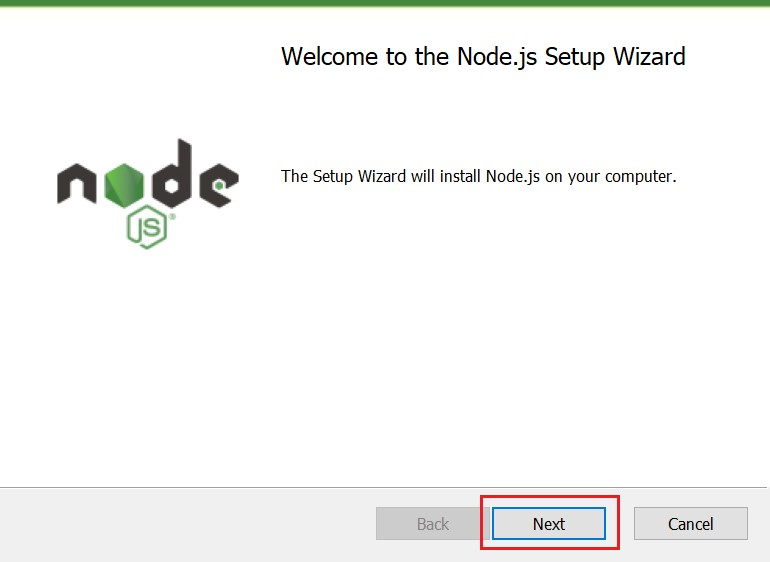 Welcome to the Node.js Setup Wizard
The Setup Wizard will install Node.js on your computer.
node
JS®
Back
Next
Cancel